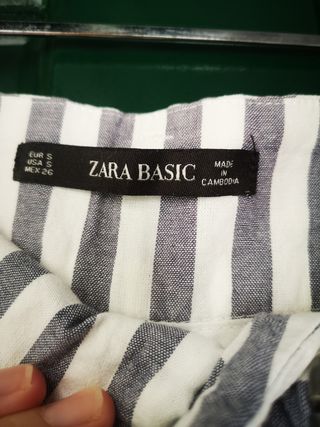 EUR S
USA S
MEX 26
ZARA BASIC
MADE
IN
CAMBODIA